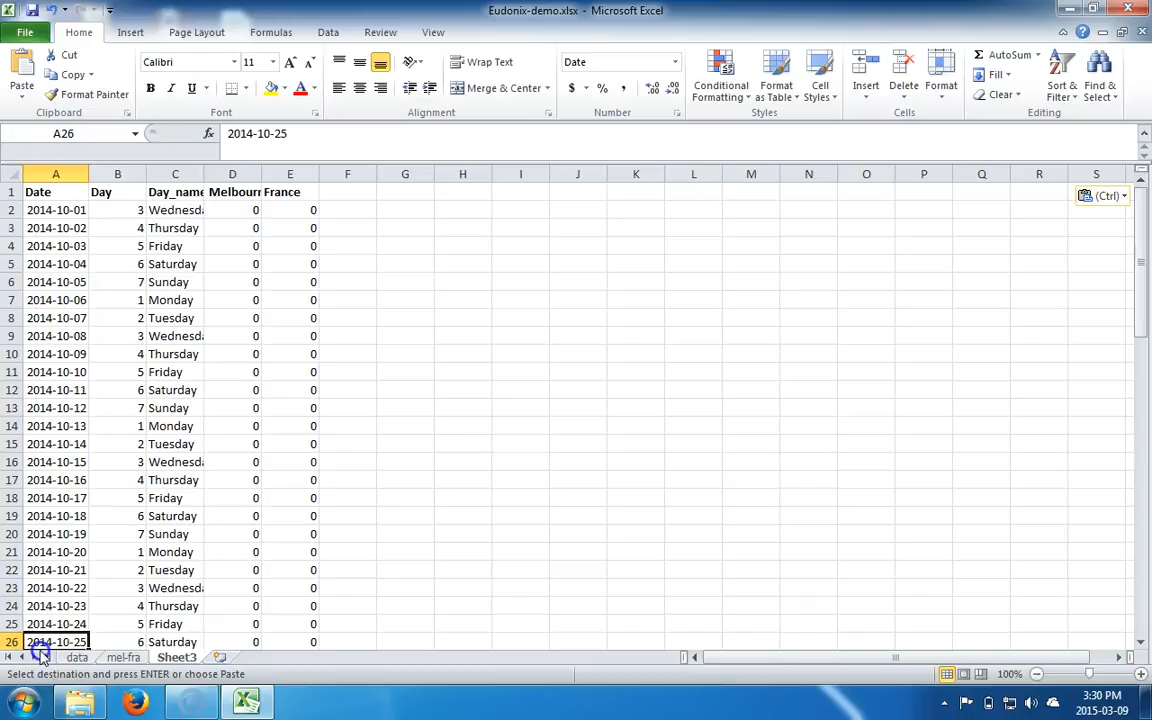 Eudonix-demo.xlsx - Microsoft Excel
File Home Insert Page Layout Formulas Data Review View
Paste Cut Copy Format Painter Clipboard
Calibri 11 A A B I U A Font
Wrap Text Merge & Center Alignment
Date $ % , Number
Conditional Formatting Format as Table Cell Styles Styles
Insert Delete Format Cells
Σ AutoSum Fill Clear Sort & Filter Find & Select Editing
A26 fx 2014-10-25
A B C D E F G H I J K L M N O P Q R S
1 Date Day Day_name Melbourn France
(Ctrl)
2 2014-10-01 3 Wednesda 0 0
3 2014-10-02 4 Thursday 0 0
4 2014-10-03 5 Friday 0 0
5 2014-10-04 6 Saturday 0 0
6 2014-10-05 7 Sunday 0 0
7 2014-10-06 1 Monday 0 0
8 2014-10-07 2 Tuesday 0 0
9 2014-10-08 3 Wednesda 0 0
10 2014-10-09 4 Thursday 0 0
11 2014-10-10 5 Friday 0 0
12 2014-10-11 6 Saturday 0 0
13 2014-10-12 7 Sunday 0 0
14 2014-10-13 1 Monday 0 0
15 2014-10-14 2 Tuesday 0 0
16 2014-10-15 3 Wednesda 0 0
17 2014-10-16 4 Thursday 0 0
18 2014-10-17 5 Friday 0 0
19 2014-10-18 6 Saturday 0 0
20 2014-10-19 7 Sunday 0 0
21 2014-10-20 1 Monday 0 0
22 2014-10-21 2 Tuesday 0 0
23 2014-10-22 3 Wednesda 0 0
24 2014-10-23 4 Thursday 0 0
25 2014-10-24 5 Friday 0 0
26 2014-10-25 6 Saturday 0 0
data mel-fra Sheet3
Select destination and press ENTER or choose Paste 100%
3:30 PM
2015-03-09